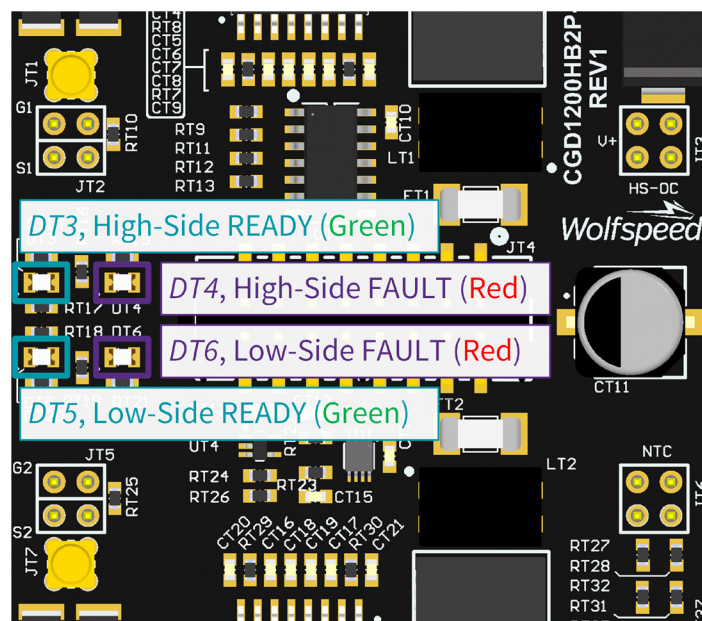 CT4
RT8
CT5
CT6
CT7
CT8
RT7
CT9
JT1
G1
RT10
S1
JT2
RT9
RT11
RT12
RT13
CT10
LT1
CGD1200HB2P-
REV1
V+
HS-DC
Wolfspeed
DT3, High-Side READY (Green)
JT4
DT4, High-Side FAULT (Red)
RT17
DT4
RT18
DT6
DT6, Low-Side FAULT (Red)
DT5, Low-Side READY (Green)
CT11
UT4
RT24
RT26
RT23
CT15
LT2
NTC
G2
JT5
RT25
S2
JT7
CT20
RT29
CT16
CT18
CT19
CT17
RT30
CT21
RT27
RT28
RT32
RT31